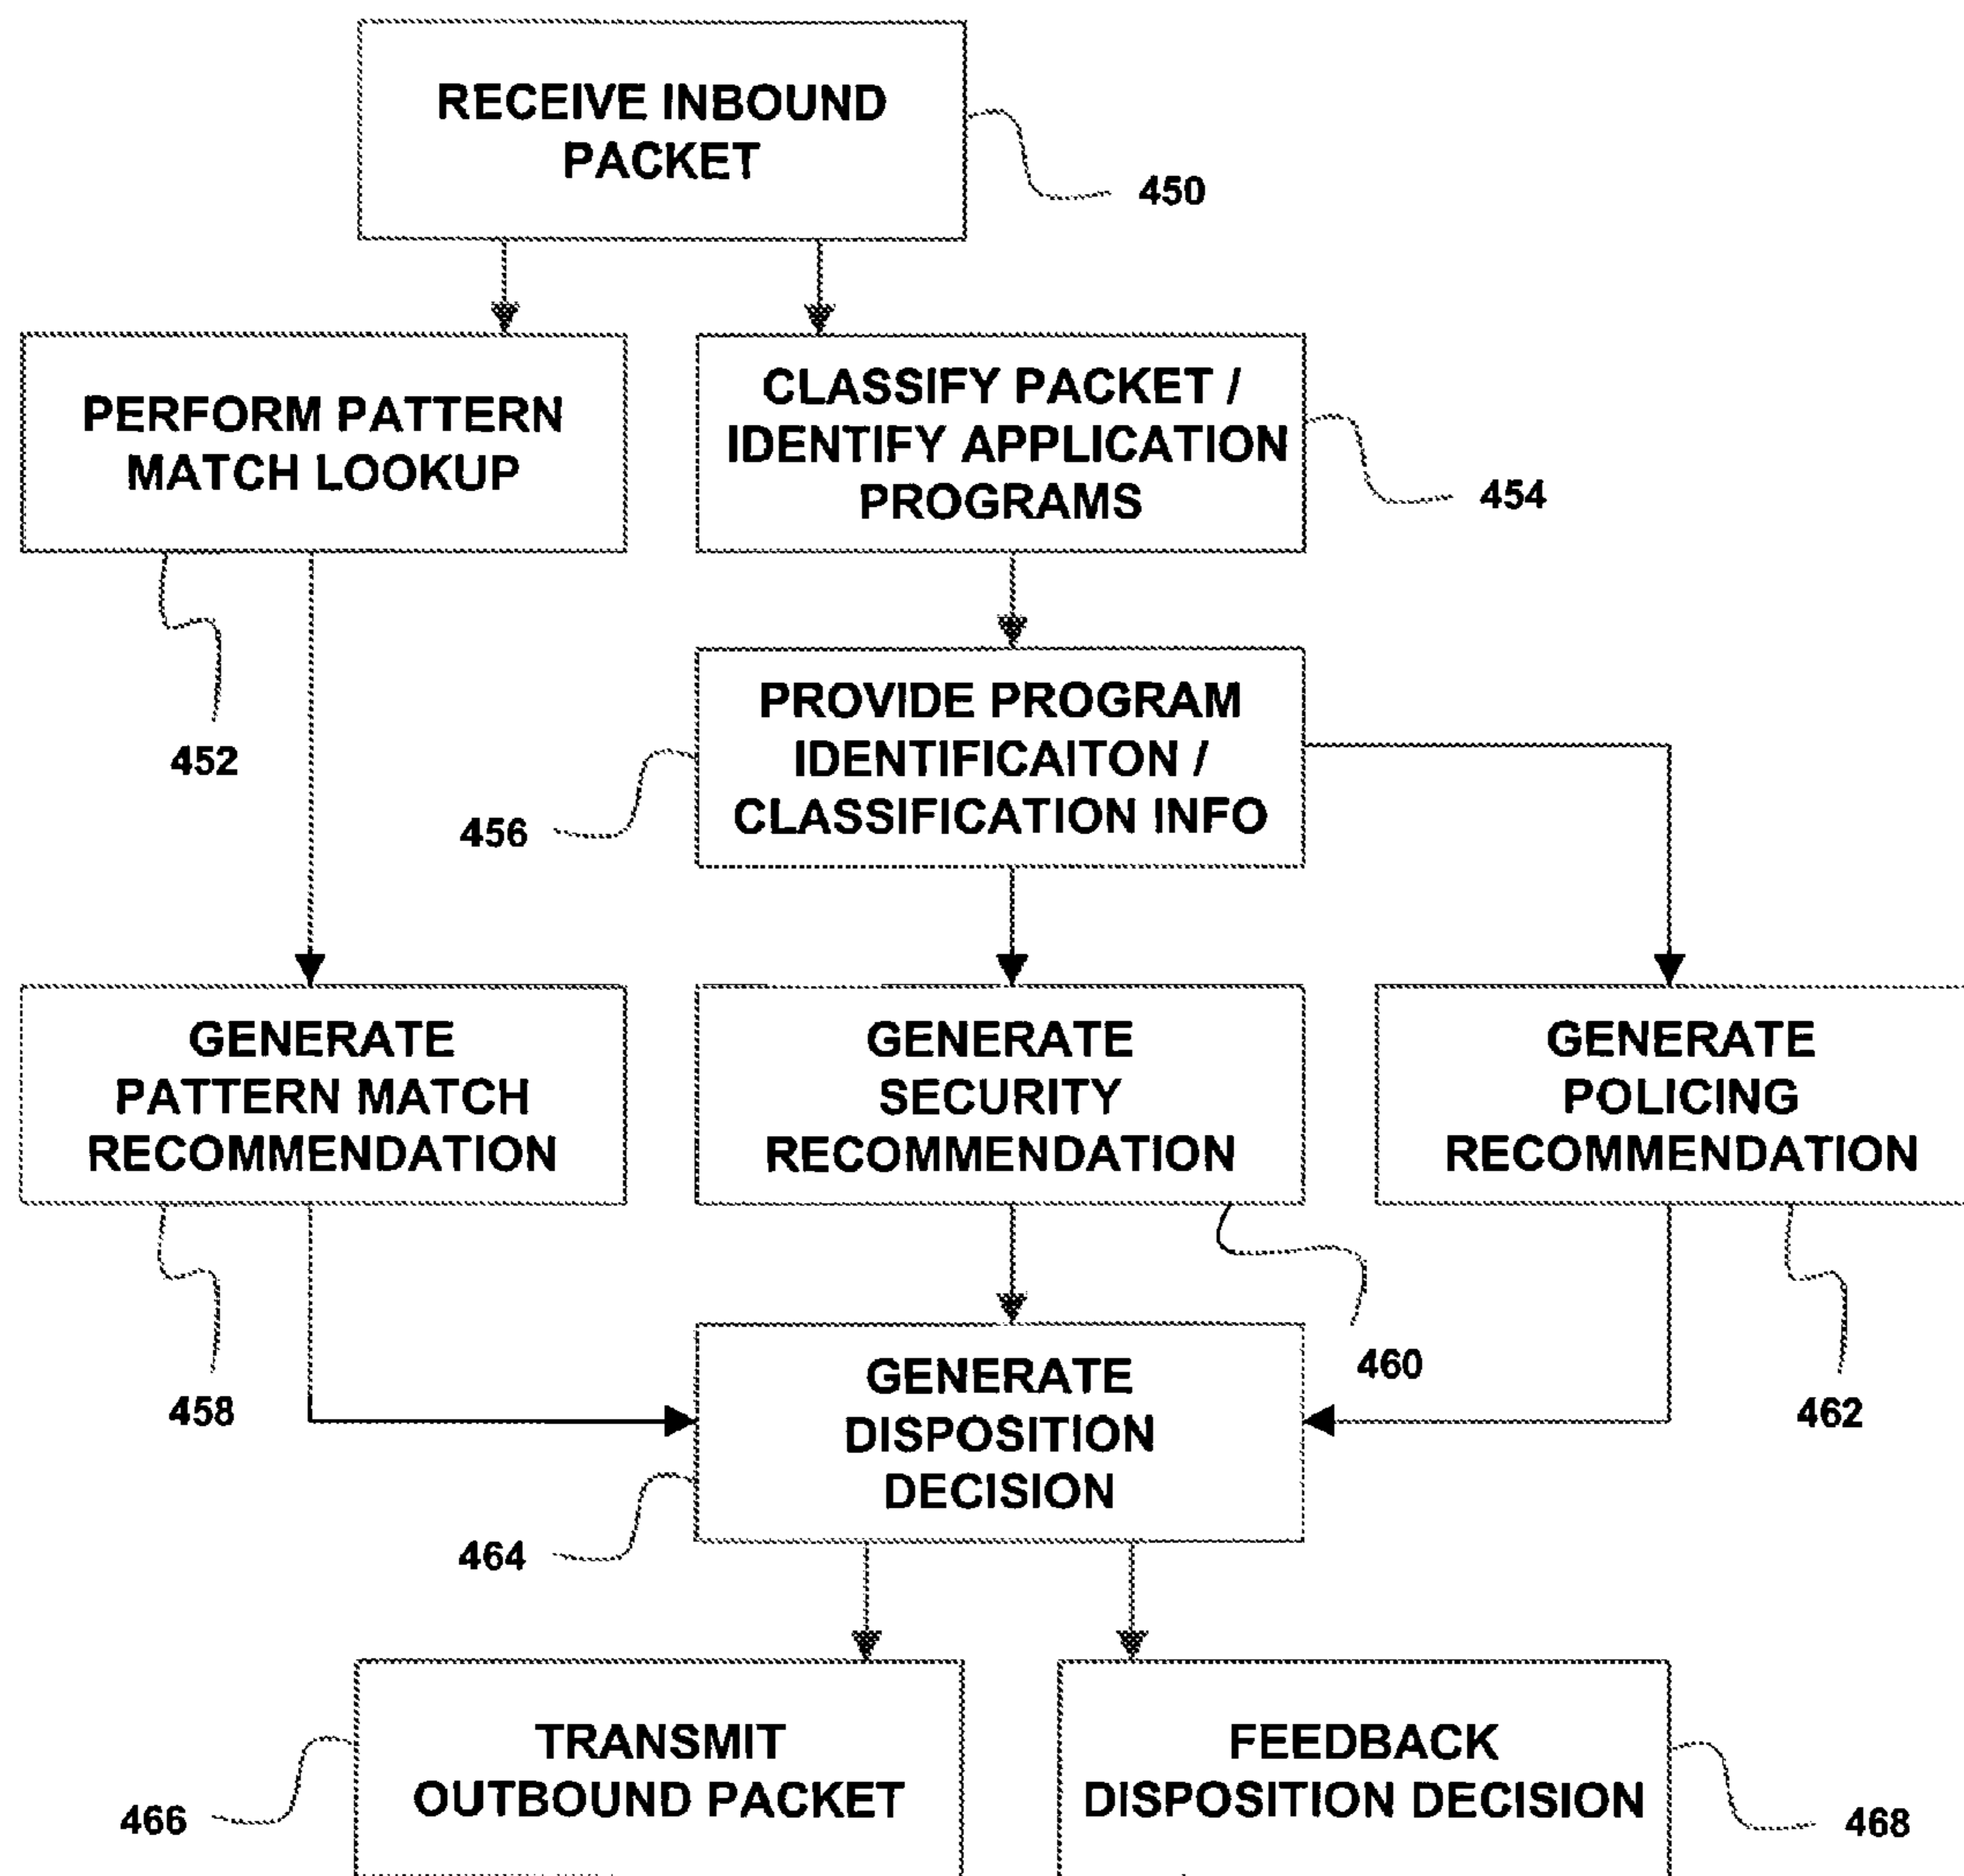 RECEIVE INBOUND
PACKET
450
PERFORM PATTERN
MATCH LOOKUP
452
CLASSIFY PACKET /
IDENTIFY APPLICATION
PROGRAMS
454
PROVIDE PROGRAM
IDENTIFICAITON /
CLASSIFICATION INFO
456
GENERATE
PATTERN MATCH
RECOMMENDATION
458
GENERATE
SECURITY
RECOMMENDATION
460
GENERATE
POLICING
RECOMMENDATION
462
GENERATE
DISPOSITION
DECISION
464
TRANSMIT
OUTBOUND PACKET
466
FEEDBACK
DISPOSITION DECISION
468